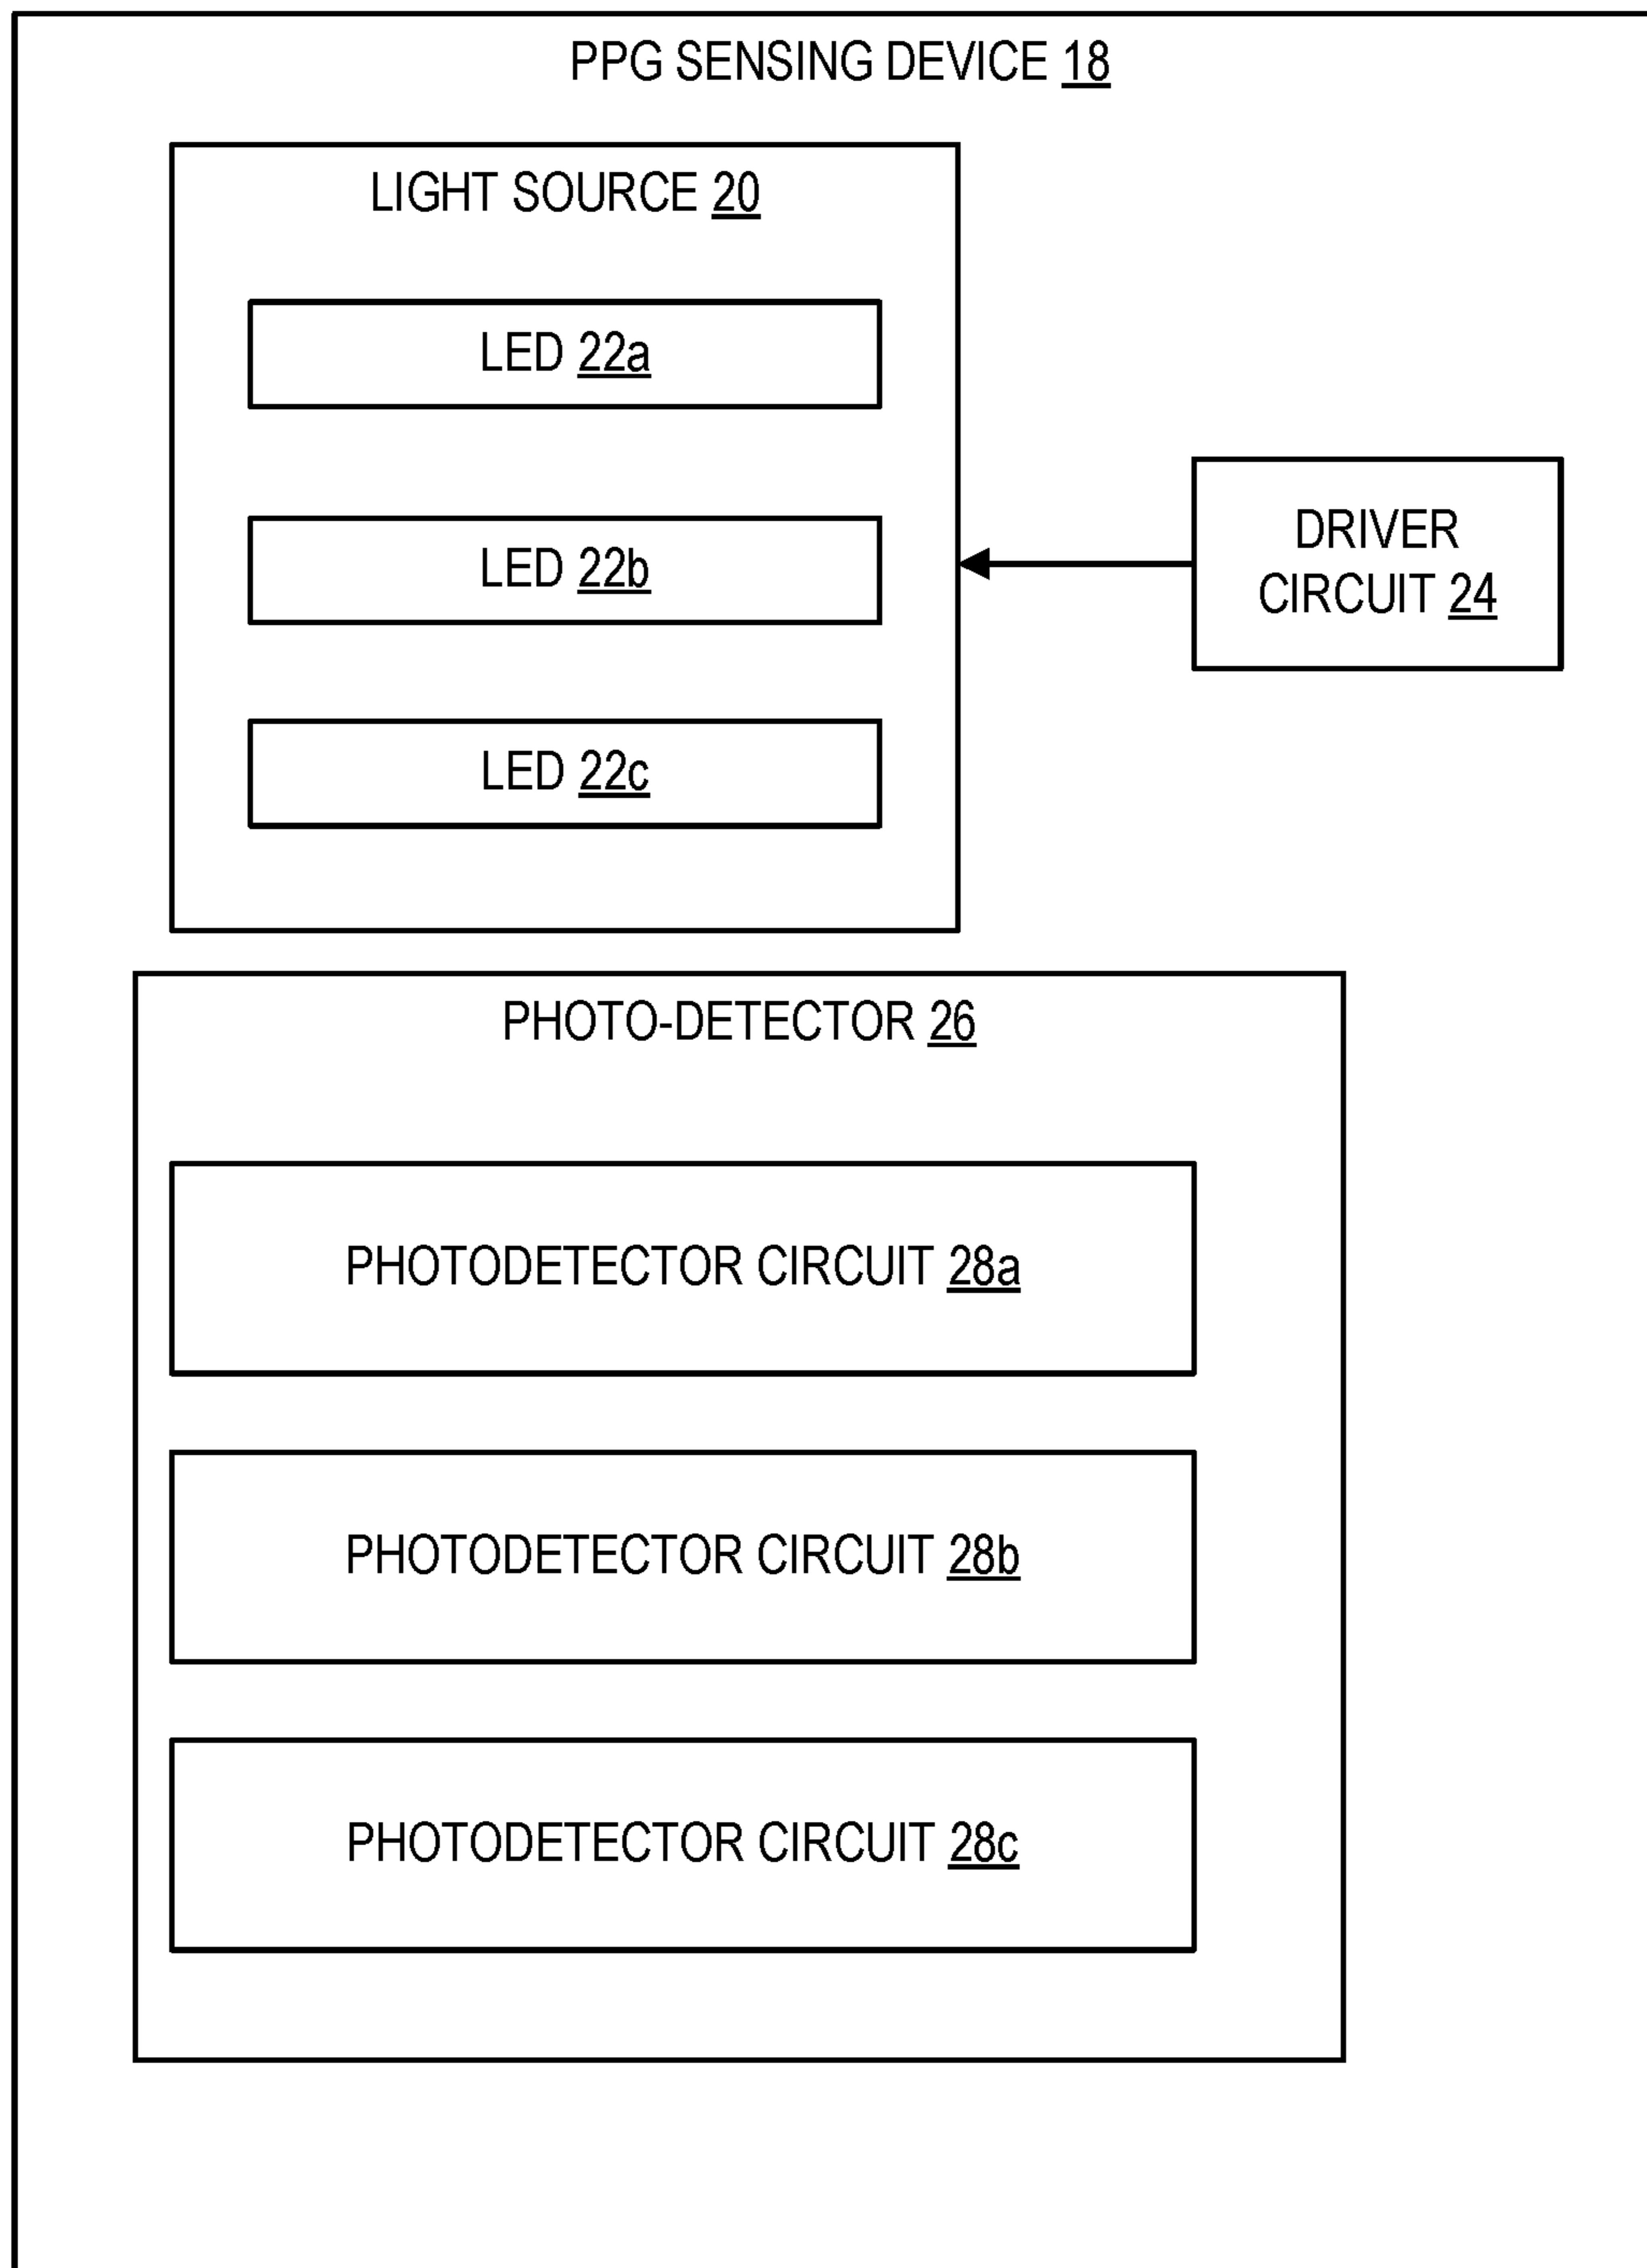 PPG SENSING DEVICE 18
LIGHT SOURCE 20
LED 22a
LED 22b
LED 22c
DRIVER
CIRCUIT 24
PHOTO-DETECTOR 26
PHOTODETECTOR CIRCUIT 28a
PHOTODETECTOR CIRCUIT 28b
PHOTODETECTOR CIRCUIT 28c